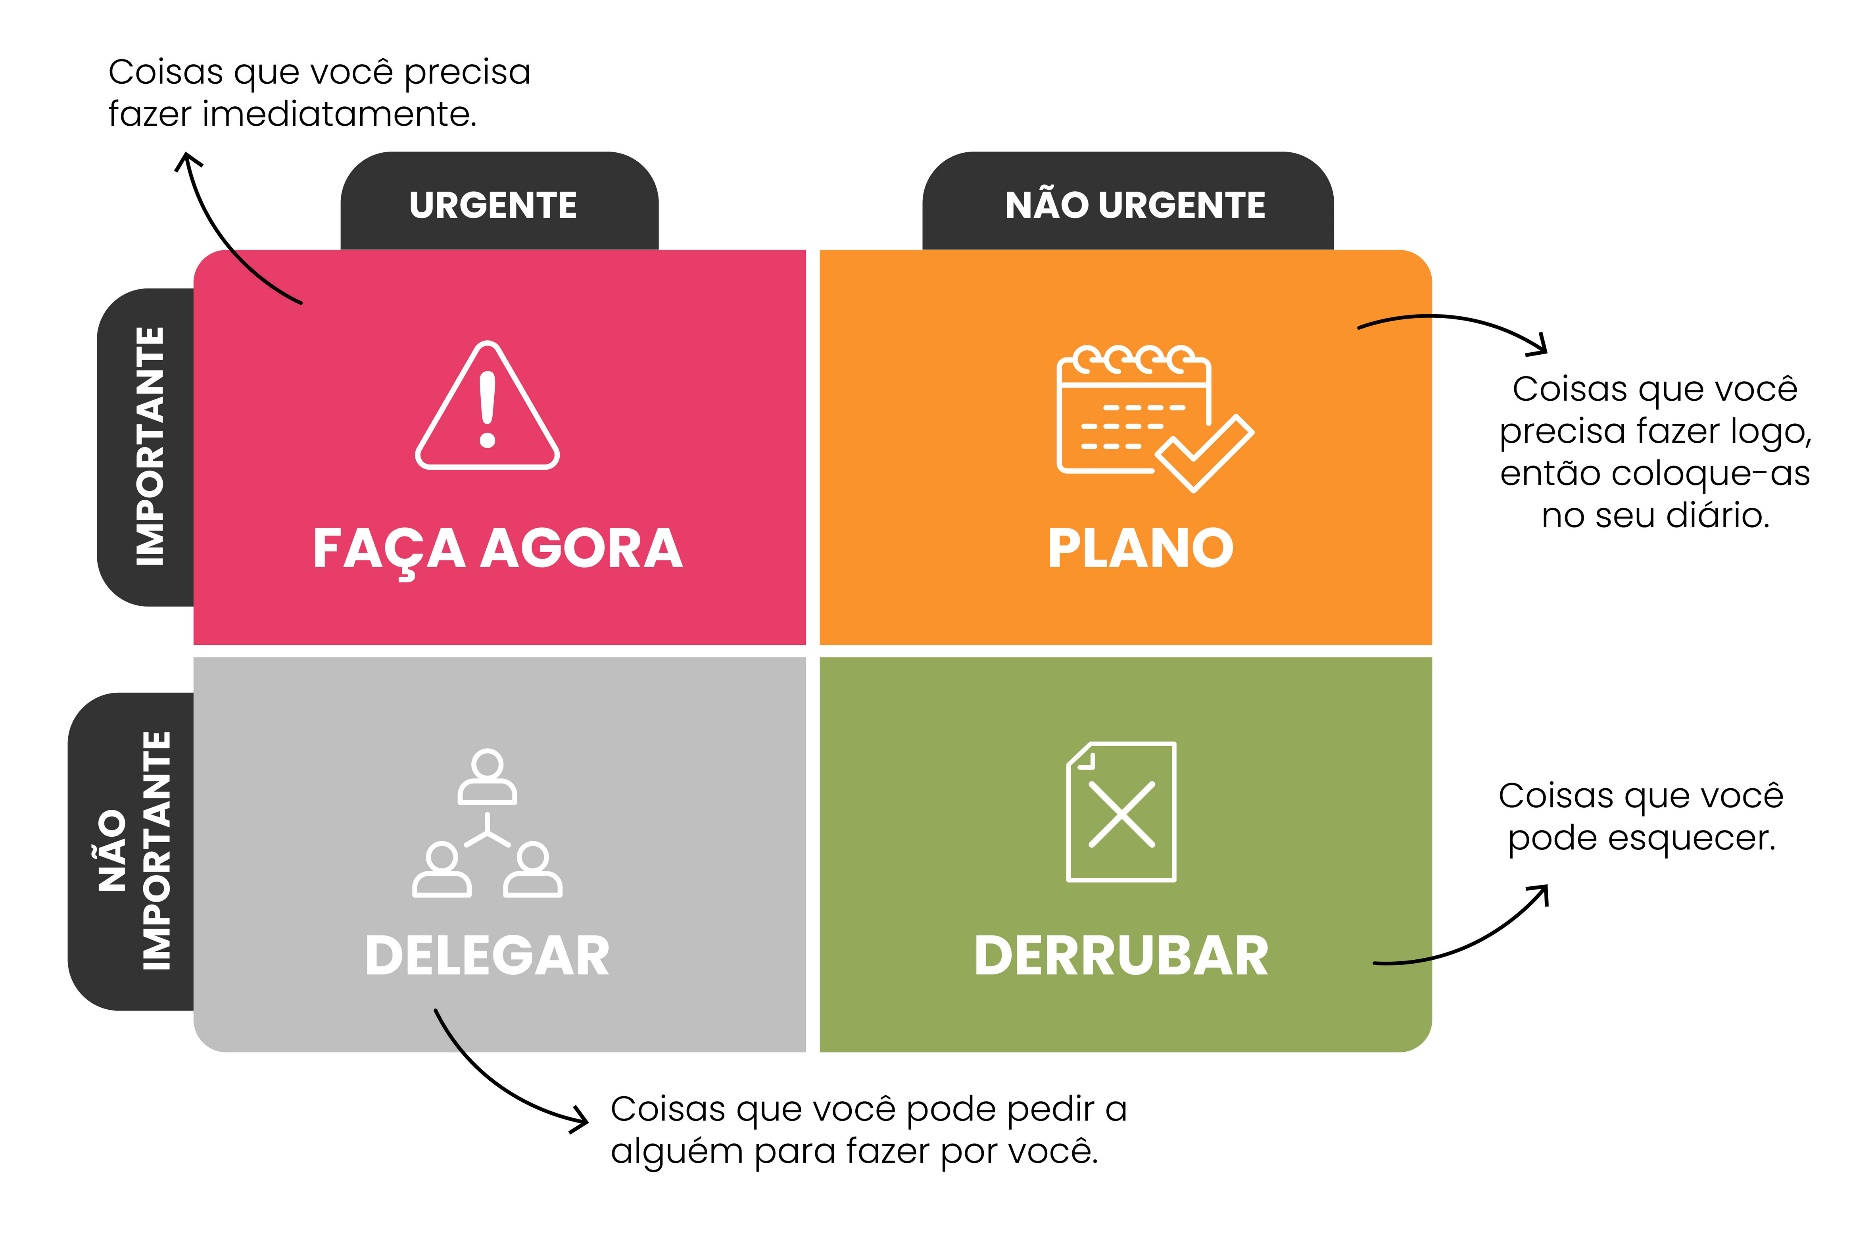 Coisas que você precisa
fazer imediatamente.
URGENTE
NÃO URGENTE
IMPORTANTE
FAÇA AGORA
PLANO
Coisas que você
precisa fazer logo,
então coloque-as
no seu diário.
NÃO
IMPORTANTE
DELEGAR
DERRUBAR
Coisas que você
pode esquecer.
Coisas que você pode pedir a
alguém para fazer por você.